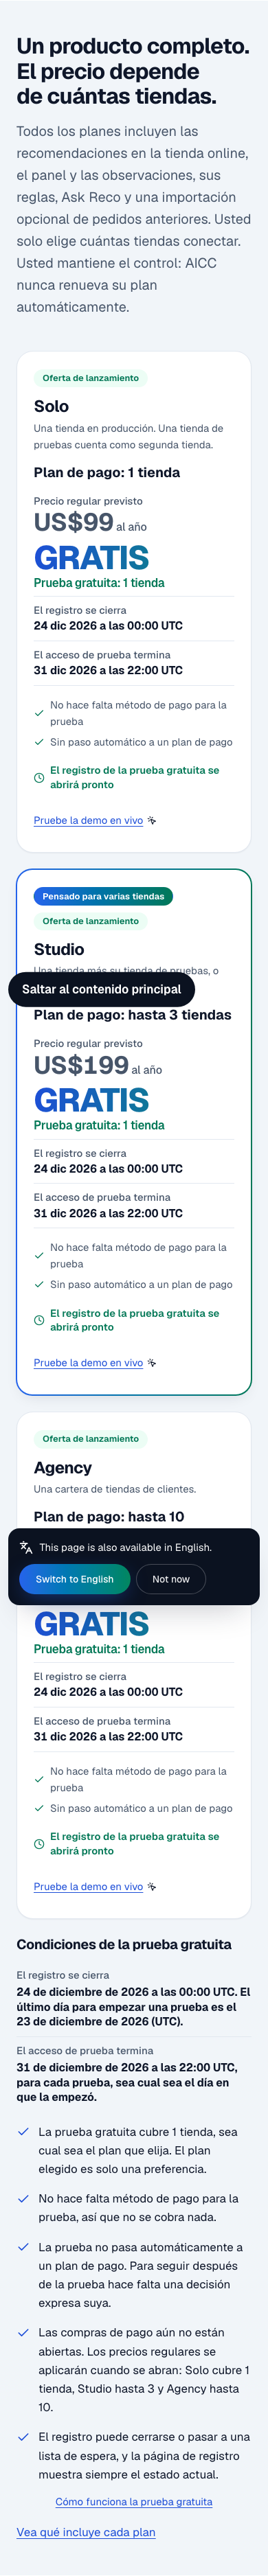 Un producto completo.
El precio depende
de cuántas tiendas.
Todos los planes incluyen las
recomendaciones en la tienda online,
el panel y las observaciones, sus
reglas, Ask Reco y una importación
opcional de pedidos anteriores. Usted
solo elige cuántas tiendas conectar.
Usted mantiene el control: AICC
nunca renueva su plan
automáticamente.
Oferta de lanzamiento
Solo
Una tienda en producción. Una tienda de
pruebas cuenta como segunda tienda.
Plan de pago: 1 tienda
Precio regular previsto
US$99 al año
GRATIS
Prueba gratuita: 1 tienda
El registro se cierra
24 dic 2026 a las 00:00 UTC
El acceso de prueba termina
31 dic 2026 a las 22:00 UTC
No hace falta método de pago para la
prueba
Sin paso automático a un plan de pago
El registro de la prueba gratuita se
abrirá pronto
Pruebe la demo en vivo
Pensado para varias tiendas
Oferta de lanzamiento
Studio
Una tienda más su tienda de pruebas, o
Saltar al contenido principal
Plan de pago: hasta 3 tiendas
Precio regular previsto
US$199 al año
GRATIS
Prueba gratuita: 1 tienda
El registro se cierra
24 dic 2026 a las 00:00 UTC
El acceso de prueba termina
31 dic 2026 a las 22:00 UTC
No hace falta método de pago para la
prueba
Sin paso automático a un plan de pago
El registro de la prueba gratuita se
abrirá pronto
Pruebe la demo en vivo
Oferta de lanzamiento
Agency
Una cartera de tiendas de clientes.
Plan de pago: hasta 10
This page is also available in English.
Switch to English
Not now
GRATIS
Prueba gratuita: 1 tienda
El registro se cierra
24 dic 2026 a las 00:00 UTC
El acceso de prueba termina
31 dic 2026 a las 22:00 UTC
No hace falta método de pago para la
prueba
Sin paso automático a un plan de pago
El registro de la prueba gratuita se
abrirá pronto
Pruebe la demo en vivo
Condiciones de la prueba gratuita
El registro se cierra
24 de diciembre de 2026 a las 00:00 UTC. El
último día para empezar una prueba es el
23 de diciembre de 2026 (UTC).
El acceso de prueba termina
31 de diciembre de 2026 a las 22:00 UTC,
para cada prueba, sea cual sea el día en
que la empezó.
La prueba gratuita cubre 1 tienda, sea
cual sea el plan que elija. El plan
elegido es solo una preferencia.
No hace falta método de pago para la
prueba, así que no se cobra nada.
La prueba no pasa automáticamente a
un plan de pago. Para seguir después
de la prueba hace falta una decisión
expresa suya.
Las compras de pago aún no están
abiertas. Los precios regulares se
aplicarán cuando se abran: Solo cubre 1
tienda, Studio hasta 3 y Agency hasta
10.
El registro puede cerrarse o pasar a una
lista de espera, y la página de registro
muestra siempre el estado actual.
Cómo funciona la prueba gratuita
Vea qué incluye cada plan